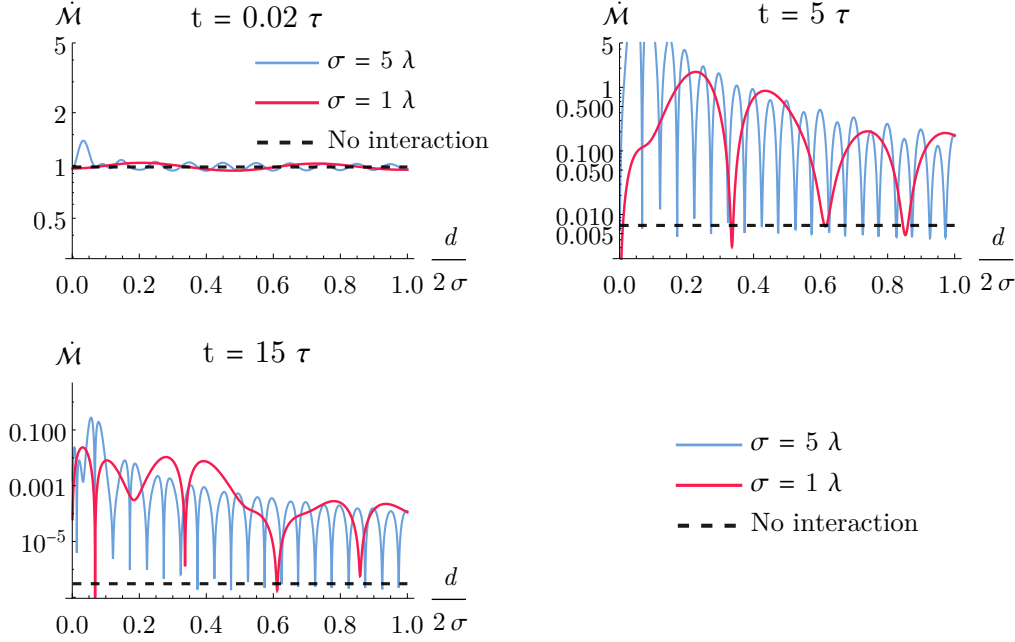 Ṁ t = 0.02 τ
5
2
1
0.5
σ = 5 λ
σ = 1 λ
No interaction
0.0 0.2 0.4 0.6 0.8 1.0
d
2 σ
Ṁ t = 5 τ
5
1
0.500
0.100
0.050
0.010
0.005
0.0 0.2 0.4 0.6 0.8 1.0
d
2 σ
Ṁ t = 15 τ
0.100
0.001
10⁻⁵
0.0 0.2 0.4 0.6 0.8 1.0
d
2 σ
σ = 5 λ
σ = 1 λ
No interaction